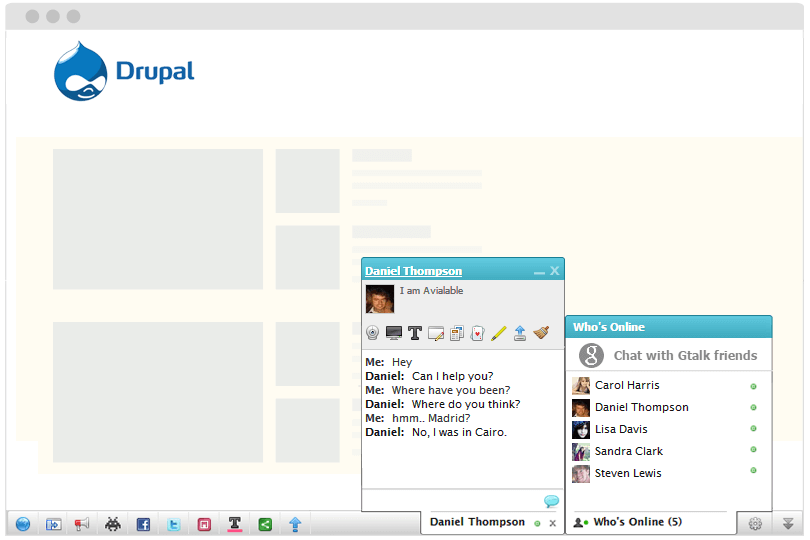 Drupal
Daniel Thompson
I am Avialable
Me: Hey
Daniel: Can I help you?
Me: Where have you been?
Daniel: Where do you think?
Me: hmm.. Madrid?
Daniel: No, I was in Cairo.
Daniel Thompson x
Who's Online
g Chat with Gtalk friends
Carol Harris
Daniel Thompson
Lisa Davis
Sandra Clark
Steven Lewis
Who's Online (5)